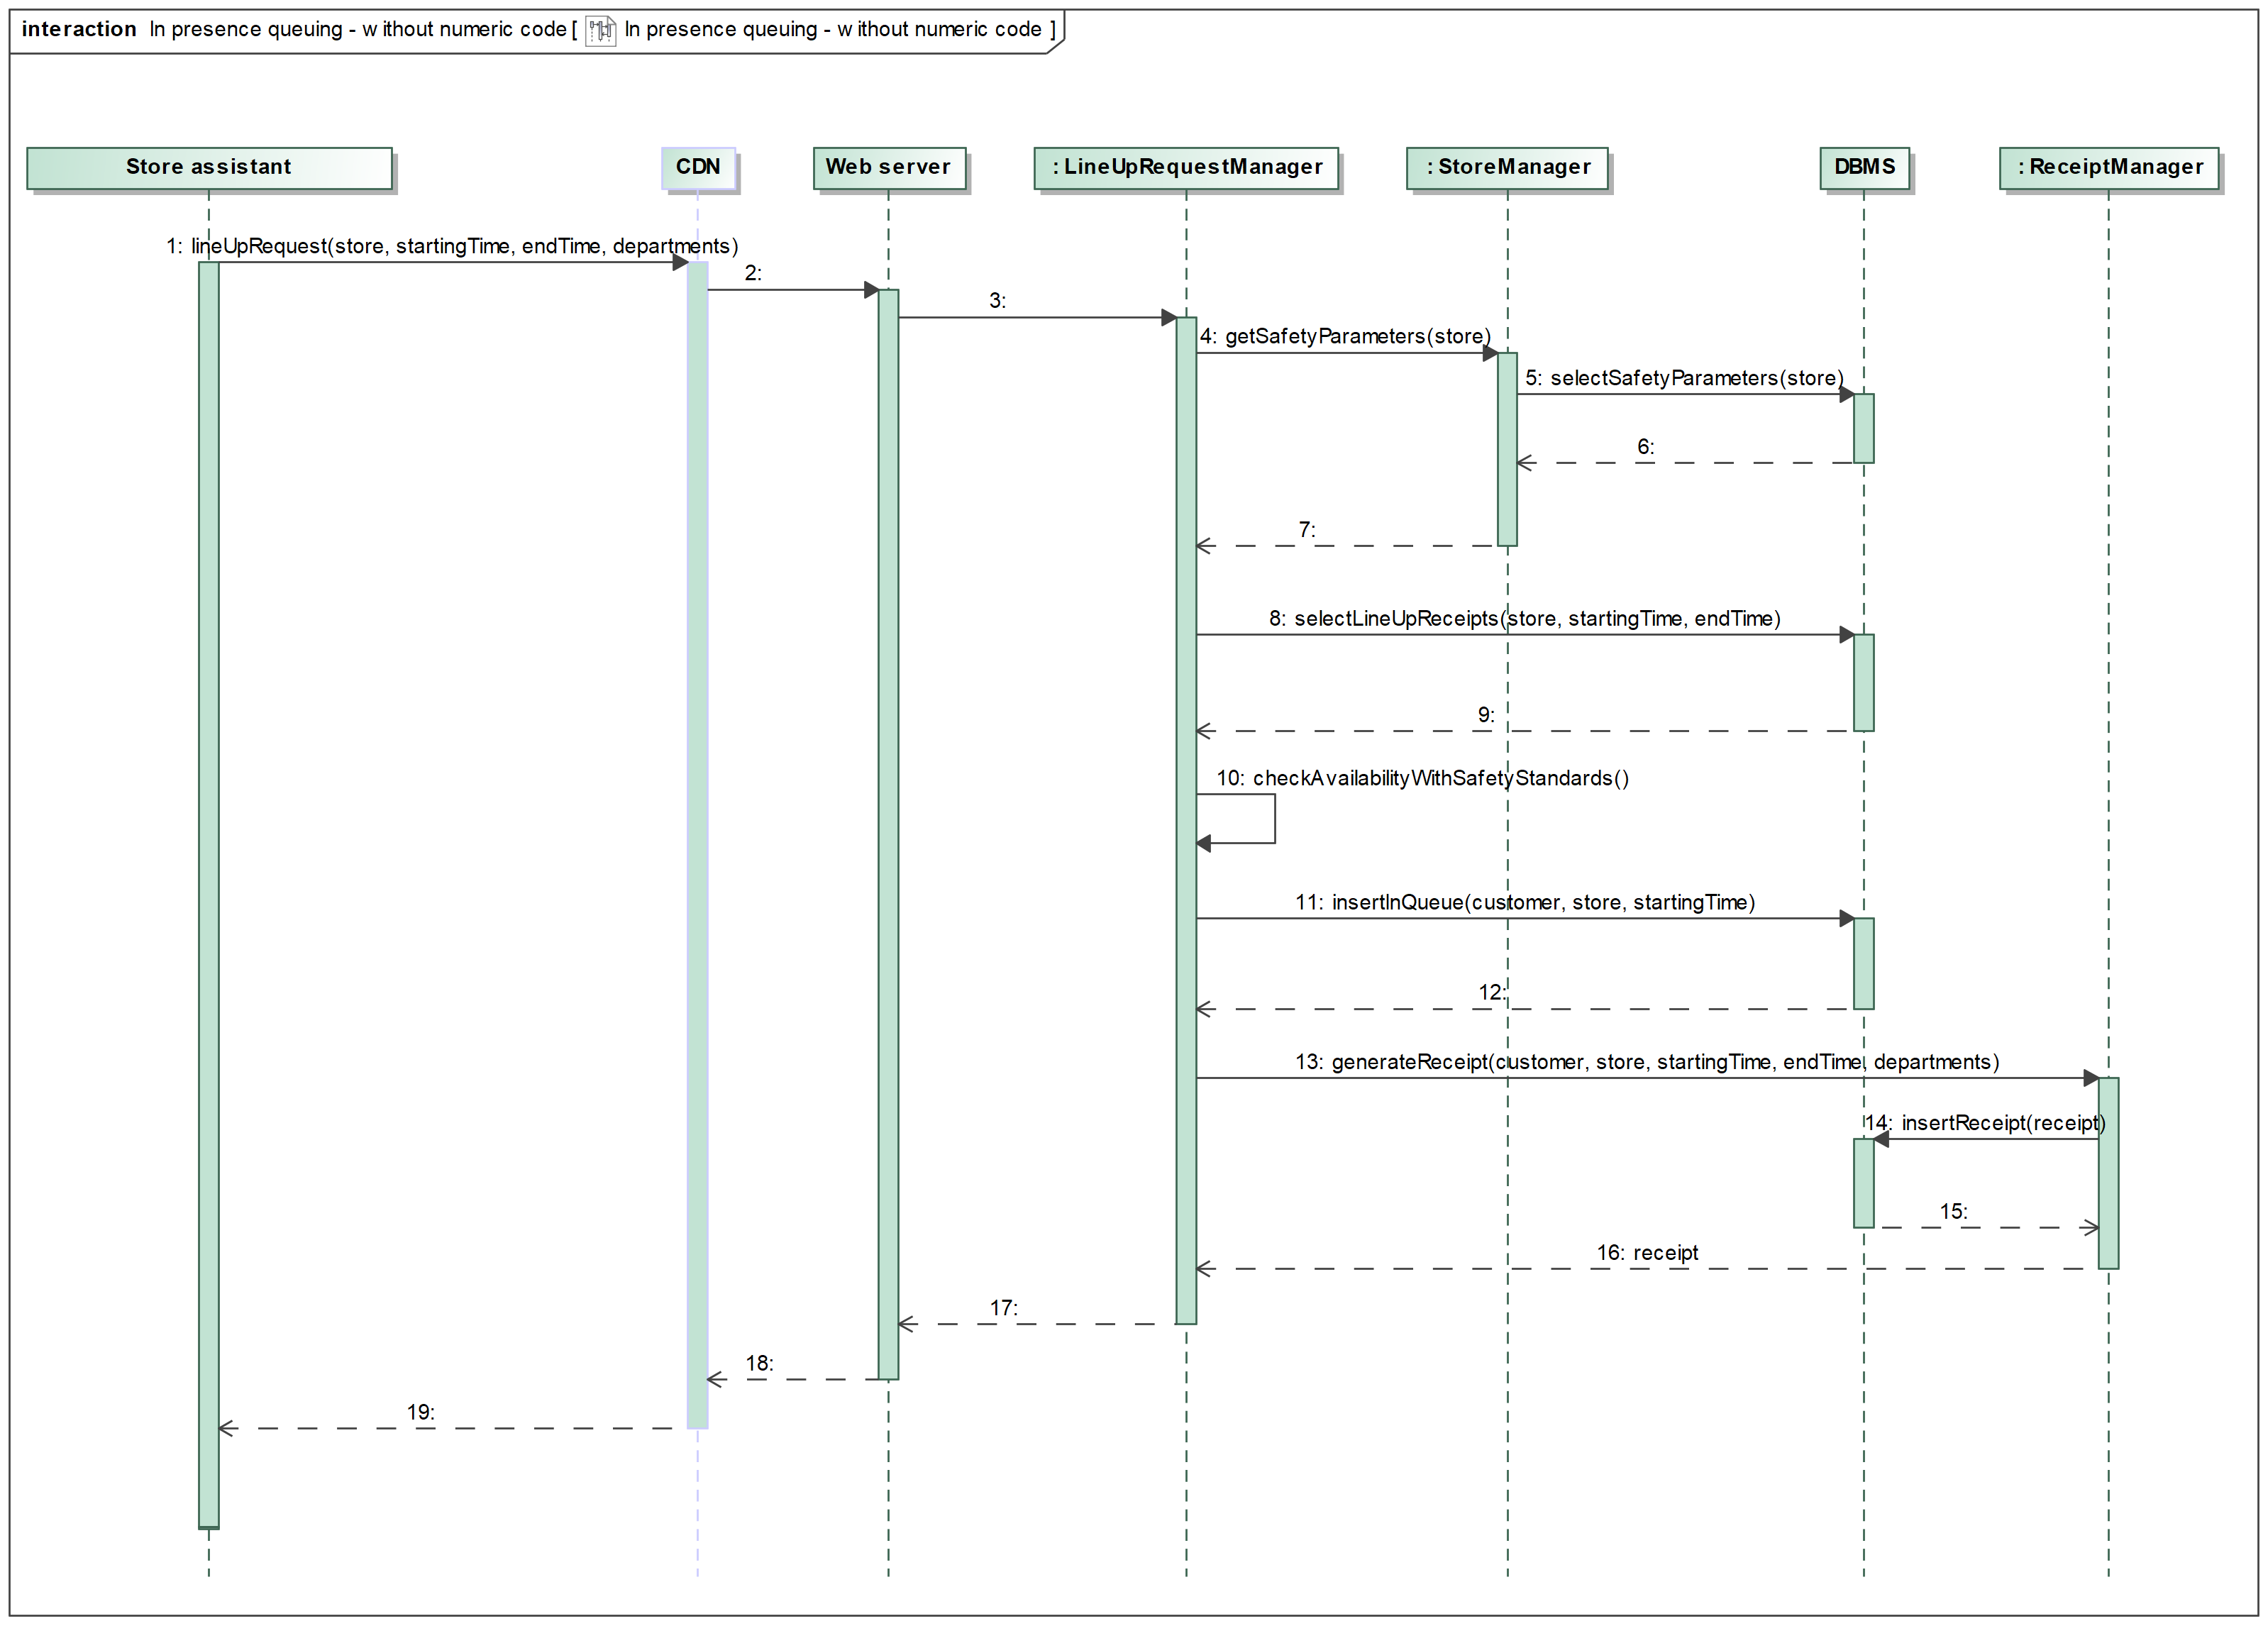 interaction In presence queuing - without numeric code [ In presence queuing - without numeric code ]
Store assistant
CDN
Web server
: LineUpRequestManager
: StoreManager
DBMS
: ReceiptManager
1: lineUpRequest(store, startingTime, endTime, departments)
2:
3:
4: getSafetyParameters(store)
5: selectSafetyParameters(store)
6:
7:
8: selectLineUpReceipts(store, startingTime, endTime)
9:
10: checkAvailabilityWithSafetyStandards()
11: insertInQueue(customer, store, startingTime)
12:
13: generateReceipt(customer, store, startingTime, endTime, departments)
14: insertReceipt(receipt)
15:
16: receipt
17:
18:
19: